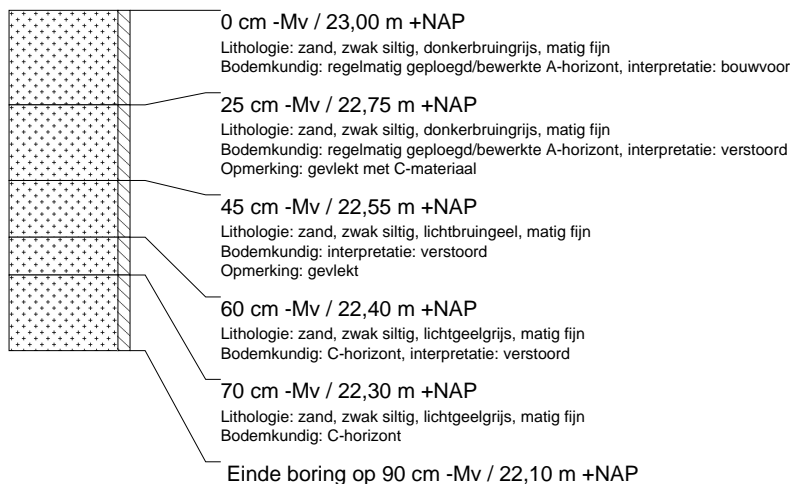 0 cm -Mv / 23,00 m +NAP
Lithologie: zand, zwak siltig, donkerbruingrijs, matig fijn
Bodemkundig: regelmatig geploegd/bewerkte A-horizont, interpretatie: bouwvoor
25 cm -Mv / 22,75 m +NAP
Lithologie: zand, zwak siltig, donkerbruingrijs, matig fijn
Bodemkundig: regelmatig geploegd/bewerkte A-horizont, interpretatie: verstoord
Opmerking: gevlekt met C-materiaal
45 cm -Mv / 22,55 m +NAP
Lithologie: zand, zwak siltig, lichtbruingeel, matig fijn
Bodemkundig: interpretatie: verstoord
Opmerking: gevlekt
60 cm -Mv / 22,40 m +NAP
Lithologie: zand, zwak siltig, lichtgeelgrijs, matig fijn
Bodemkundig: C-horizont, interpretatie: verstoord
70 cm -Mv / 22,30 m +NAP
Lithologie: zand, zwak siltig, lichtgeelgrijs, matig fijn
Bodemkundig: C-horizont
Einde boring op 90 cm -Mv / 22,10 m +NAP